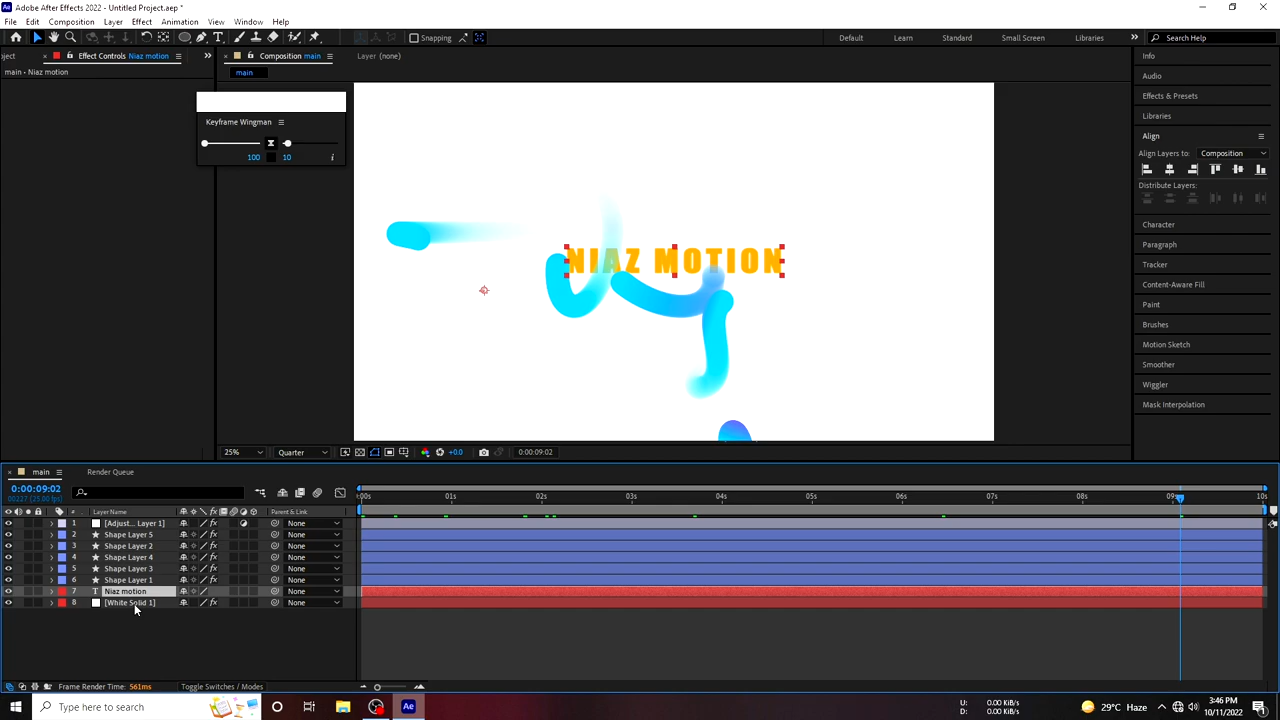 Adobe After Effects 2022 - Untitled Project.aep *
File Edit Composition Layer Effect Animation View Window Help
Snapping
Default Learn Standard Small Screen Libraries
Search Help
ject
Effect Controls Niaz motion
Composition main
Layer (none)
main • Niaz motion
main
Keyframe Wingman
100 10 i
NIAZ MOTION
Info
Audio
Effects & Presets
Libraries
Align
Align Layers to: Composition
Distribute Layers:
Character
Paragraph
Tracker
Content-Aware Fill
Paint
Brushes
Motion Sketch
Smoother
Wiggler
Mask Interpolation
25% Quarter +0.0 0:00:09:02
main
Render Queue
0:00:09:02
00227 (25.00 fps)
:00s 01s 02s 03s 04s 05s 06s 07s 08s 09s 10s
# Layer Name Parent & Link
1 [Adjust... Layer 1] None
2 Shape Layer 5 None
3 Shape Layer 2 None
4 Shape Layer 4 None
5 Shape Layer 3 None
6 Shape Layer 1 None
7 Niaz motion None
8 [White Solid 1] None
Frame Render Time: 561ms
Toggle Switches / Modes
Type here to search
U: 0.00 K/s
D: 0.00 K/s
29°C Haze
3:46 PM
10/11/2022